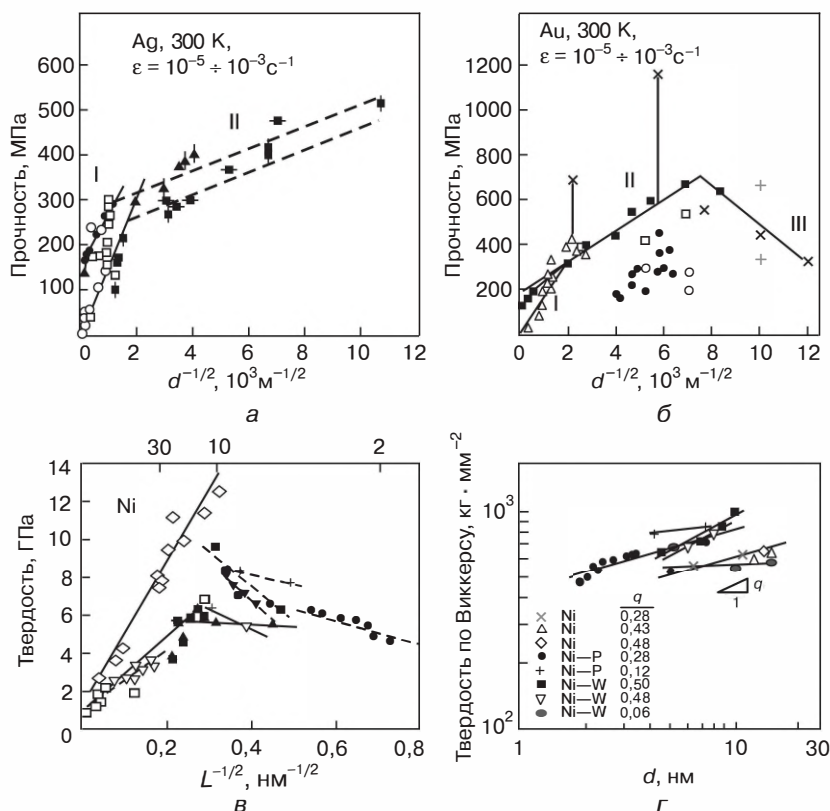 Ag, 300 K,
ε = 10⁻⁵ ÷ 10⁻³с⁻¹
600
500
400
300
200
100
0
I
II
Прочность, МПа
0
4
8
12
d⁻¹/², 10³м⁻¹/²
а
Au, 300 K,
ε = 10⁻⁵ ÷ 10⁻³с⁻¹
1200
1000
800
600
400
200
I
II
III
Прочность, МПа
0
2
4
6
8
10
12
d⁻¹/², 10³м⁻¹/²
б
30
10
2
Ni
14
12
10
8
6
4
2
0
Твердость, ГПа
0,2
0,4
0,6
0,8
L⁻¹/², нм⁻¹/²
в
10³
10²
Твердость по Виккерсу, кг · мм⁻²
q
Ni 0,28
Ni 0,43
Ni 0,48
Ni—P 0,28
Ni—P 0,12
Ni—W 0,50
Ni—W 0,48
Ni—W 0,06
q
1
1
10
30
d, нм
г